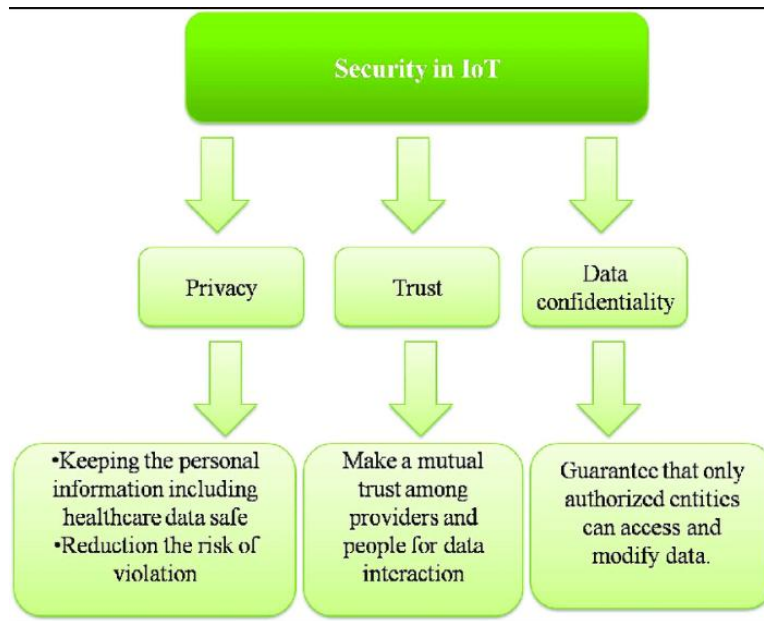 Security in IoT
Privacy
Trust
Data
confidentiality
•Keeping the personal
information including
healthcare data safe
•Reduction the risk of
violation
Make a mutual
trust among
providers and
people for data
interaction
Guarantee that only
authorized entities
can access and
modify data.